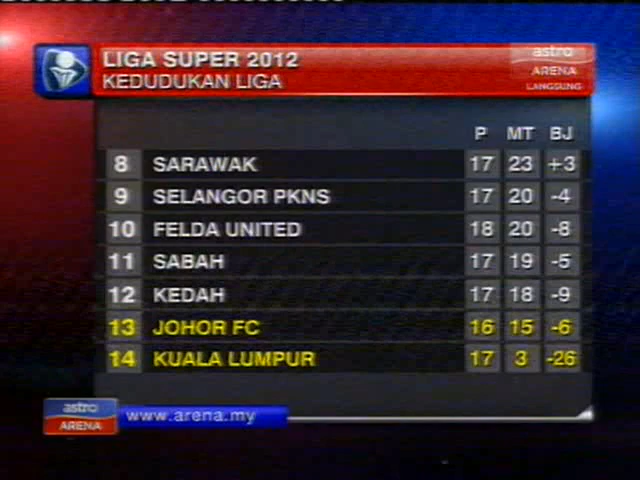 LIGA SUPER 2012
KEDUDUKAN LIGA
astro
ARENA
LANGSUNG
P MT BJ
8 SARAWAK 17 23 +3
9 SELANGOR PKNS 17 20 -4
10 FELDA UNITED 18 20 -8
11 SABAH 17 19 -5
12 KEDAH 17 18 -9
13 JOHOR FC 16 15 -6
14 KUALA LUMPUR 17 3 -26
astro
ARENA
www.arena.my